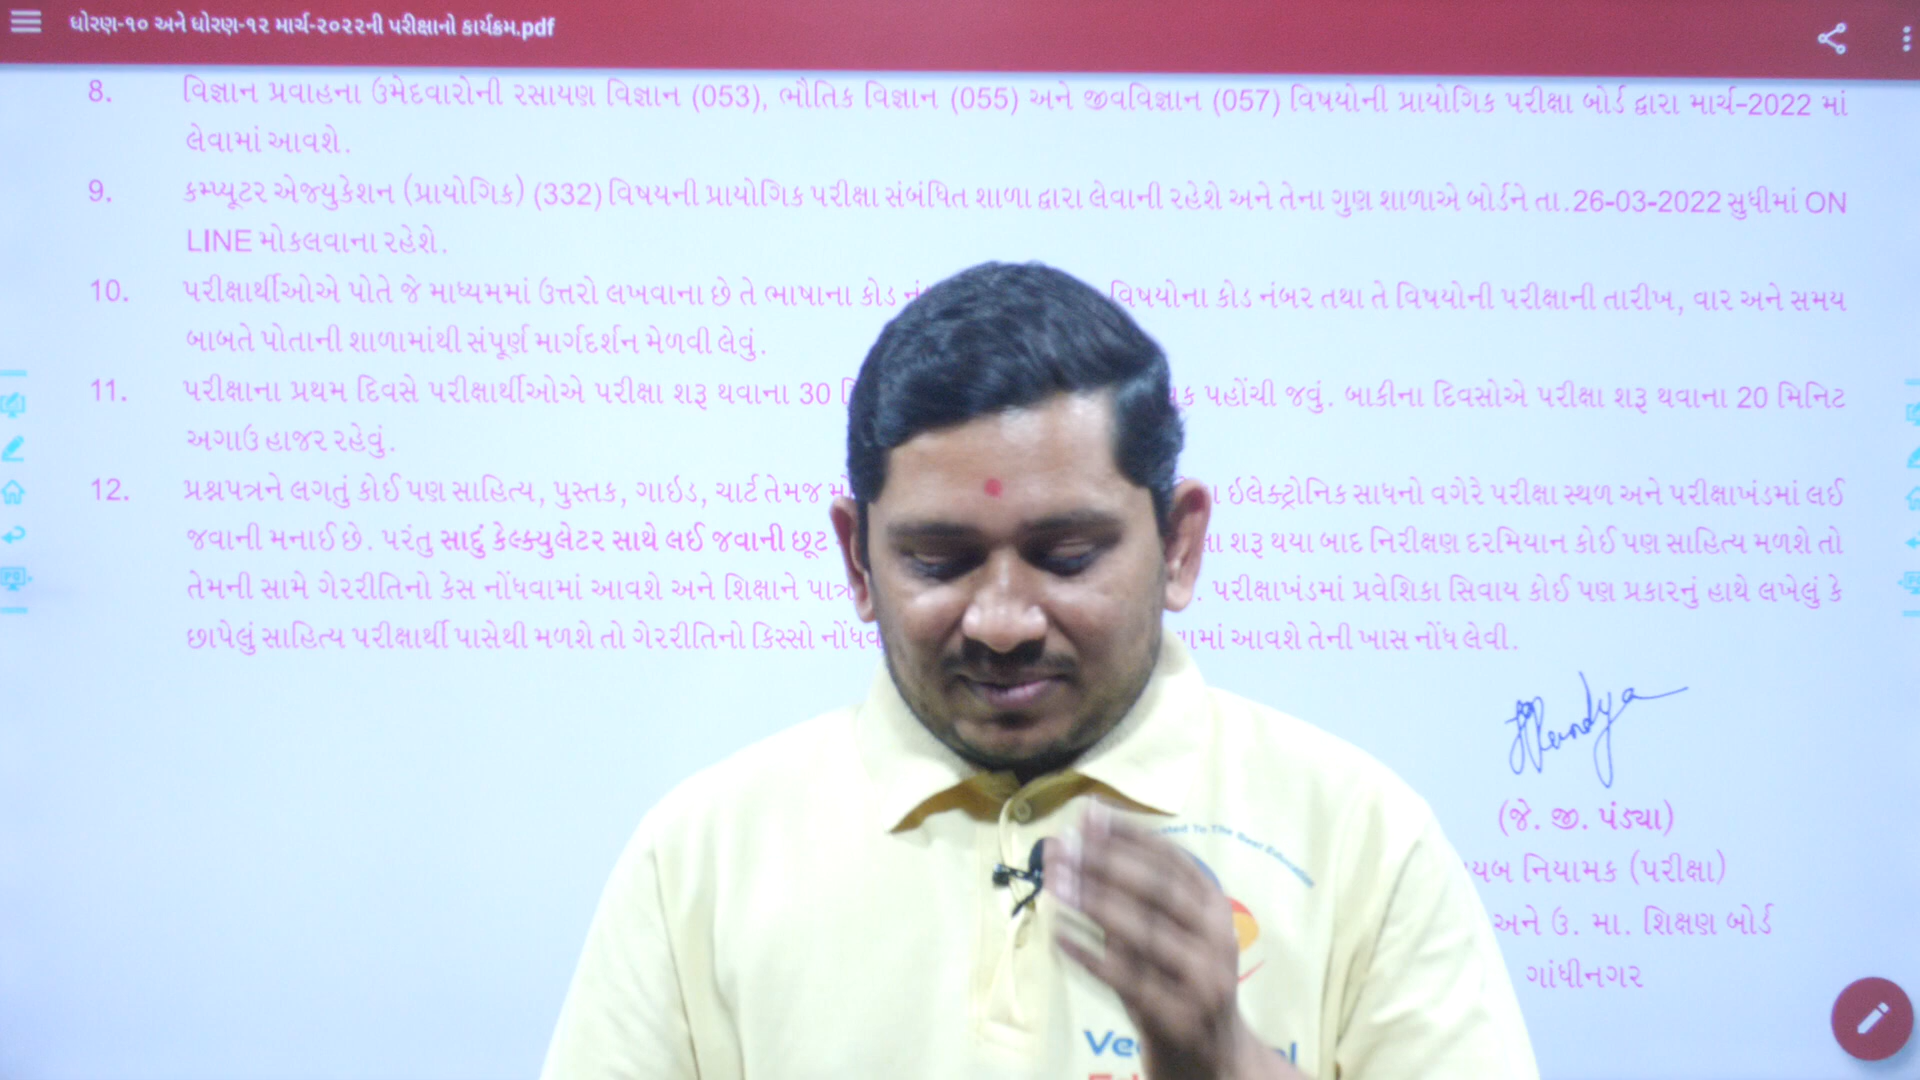 ધોરણ-૧૦ અને ધોરણ-૧૨ માર્ચ-૨૦૨૨ની પરીક્ષાનો કાર્યક્રમ.pdf
8. વિજ્ઞાન પ્રવાહના ઉમેદવારોની રસાયણ વિજ્ઞાન (053), ભૌતિક વિજ્ઞાન (055) અને જીવવિજ્ઞાન (057) વિષયોની પ્રાયોગિક પરીક્ષા બોર્ડ દ્વારા માર્ચ-2022 માં
લેવામાં આવશે.
9. કમ્પ્યૂટર એજયુકેશન (પ્રાયોગિક) (332) વિષયની પ્રાયોગિક પરીક્ષા સંબંધિત શાળા દ્વારા લેવાની રહેશે અને તેના ગુણ શાળાએ બોર્ડને તા.26-03-2022 સુધીમાં ON
LINE મોકલવાના રહેશે.
10. પરીક્ષાર્થીઓએ પોતે જે માધ્યમમાં ઉત્તરો લખવાના છે તે ભાષાના કોડ વિષયોના કોડ નંબર તથા તે વિષયોની પરીક્ષાની તારીખ, વાર અને સમય
બાબતે પોતાની શાળામાંથી સંપૂર્ણ માર્ગદર્શન મેળવી લેવું.
11. પરીક્ષાના પ્રથમ દિવસે પરીક્ષાર્થીઓએ પરીક્ષા શરૂ થવાના 30 પહોંચી જવું. બાકીના દિવસોએ પરીક્ષા શરૂ થવાના 20 મિનિટ
અગાઉ હાજર રહેવું.
12. પ્રશ્નપત્રને લગતું કોઈ પણ સાહિત્ય, પુસ્તક, ગાઇડ, ચાર્ટ તેમજ ઇલેક્ટ્રોનિક સાધનો વગેરે પરીક્ષા સ્થળ અને પરીક્ષાખંડમાં લઈ
જવાની મનાઈ છે. પરંતુ સાદું કેલ્ક્યુલેટર સાથે લઈ જવાની છૂટ શરૂ થયા બાદ નિરીક્ષણ દરમિયાન કોઈ પણ સાહિત્ય મળશે તો
તેમની સામે ગેરરીતિનો કેસ નોંધવામાં આવશે અને શિક્ષાને પરીક્ષાખંડમાં પ્રવેશિકા સિવાય કોઈ પણ પ્રકારનું હાથે લખેલું કે
છાપેલું સાહિત્ય પરીક્ષાર્થી પાસેથી મળશે તો ગેરરીતિનો કિસ્સો આવશે તેની ખાસ નોંધ લેવી.
(જે. જી. પંડ્યા)
નિયામક (પરીક્ષા)
અને ઉ. મા. શિક્ષણ બોર્ડ
ગાંધીનગર
To The Best Education